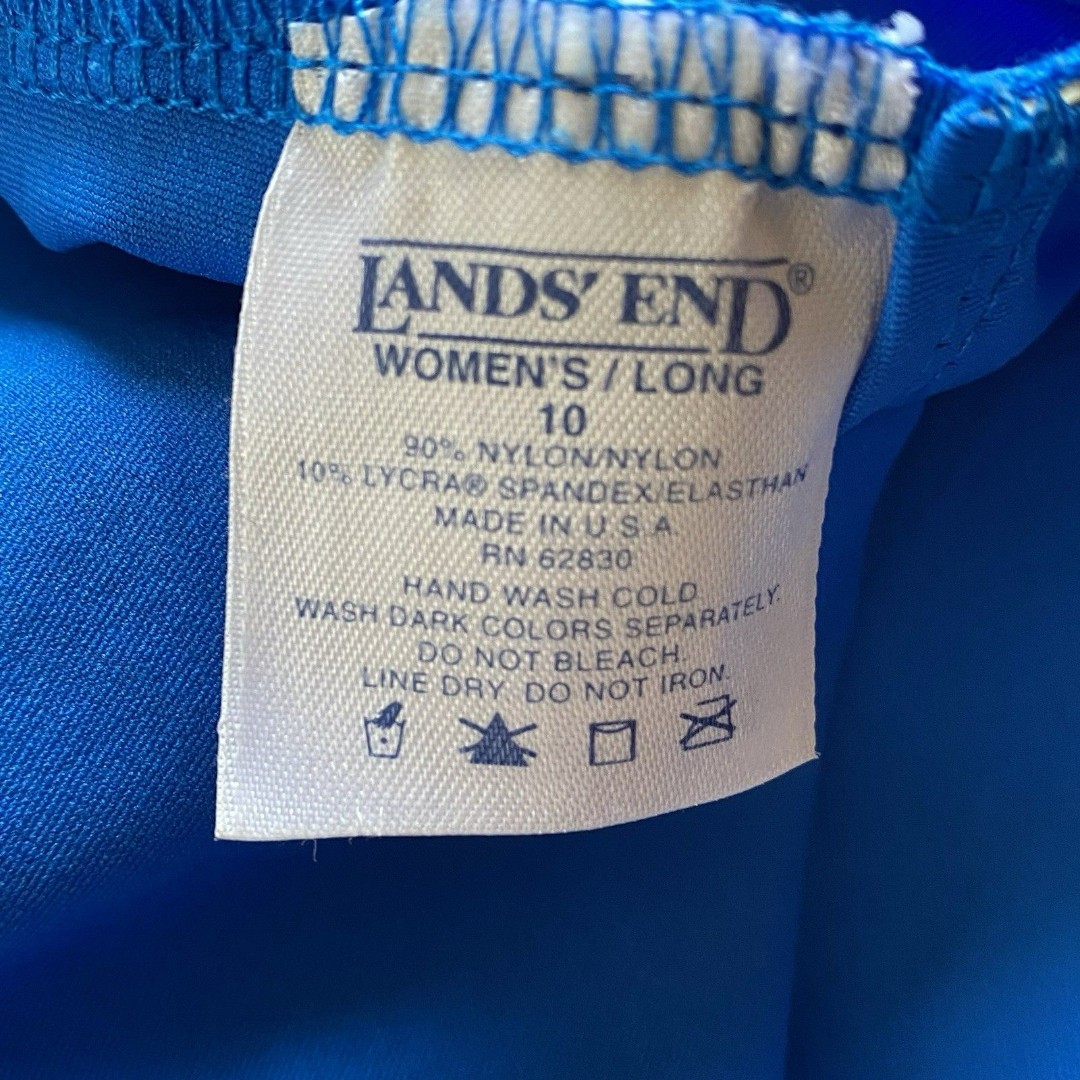 LANDS' END®
WOMEN'S / LONG
10
90% NYLON/NYLON
10% LYCRA® SPANDEX/ELASTHAN
MADE IN U.S.A.
RN 62830
HAND WASH COLD.
WASH DARK COLORS SEPARATELY.
DO NOT BLEACH.
LINE DRY. DO NOT IRON.